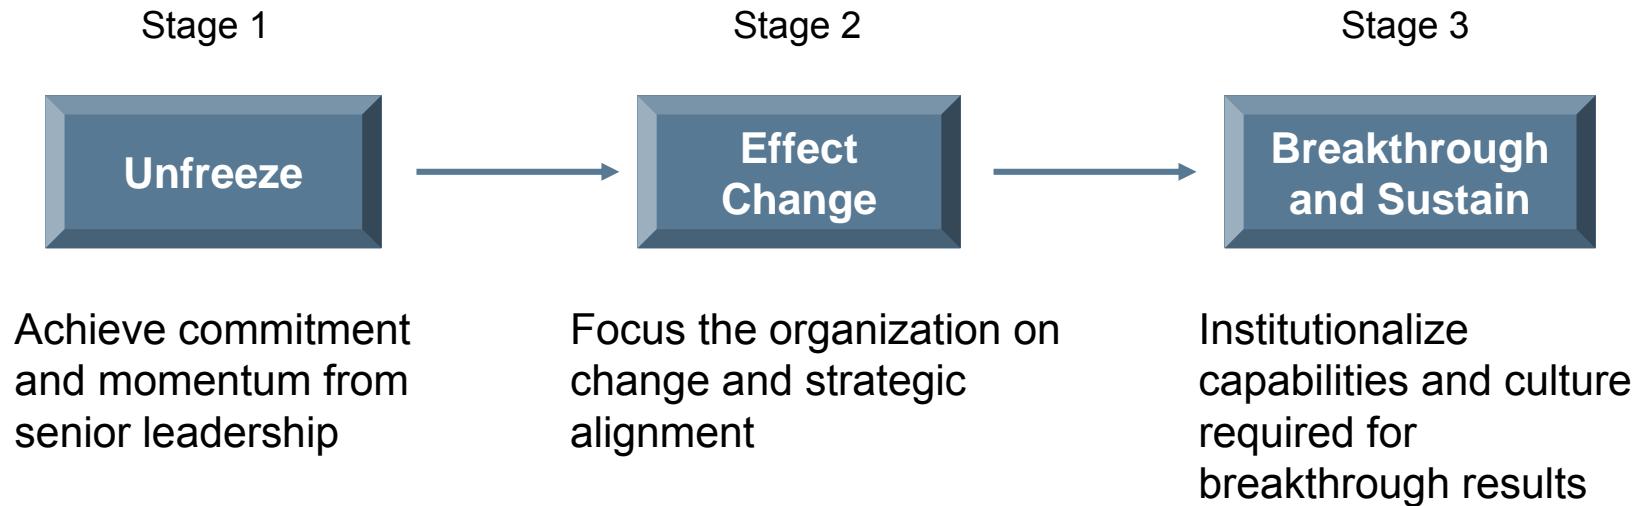 Stage 1
Stage 2
Stage 3
Unfreeze
Effect
Change
Breakthrough
and Sustain
Achieve commitment
and momentum from
senior leadership
Focus the organization on
change and strategic
alignment
Institutionalize
capabilities and culture
required for
breakthrough results